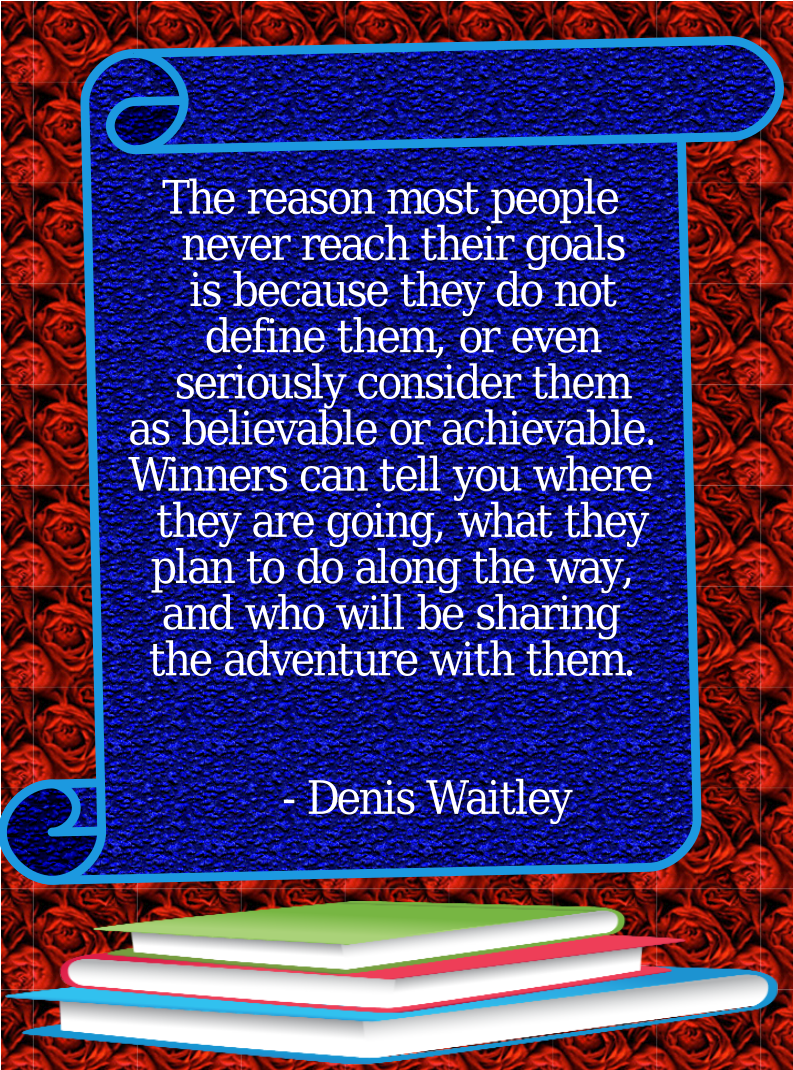 The reason most people
never reach their goals
is because they do not
define them, or even
seriously consider them
as believable or achievable.
Winners can tell you where
they are going, what they
plan to do along the way,
and who will be sharing
the adventure with them.
- Denis Waitley